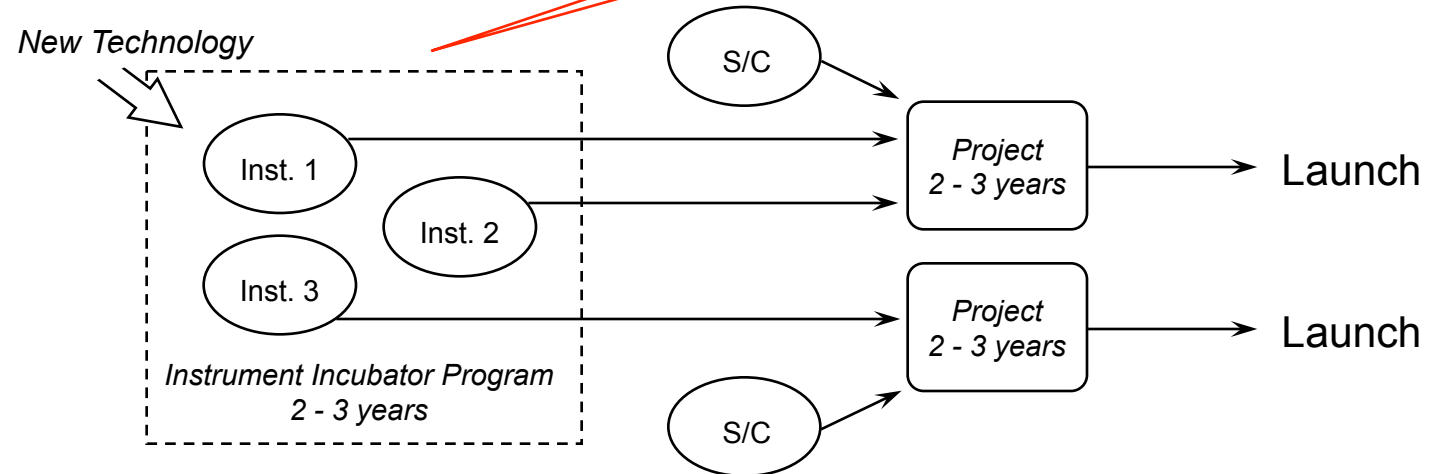 New Technology
S/C
Inst. 1
Project
2 - 3 years
Launch
Inst. 2
Inst. 3
Project
2 - 3 years
Launch
Instrument Incubator Program
2 - 3 years
S/C